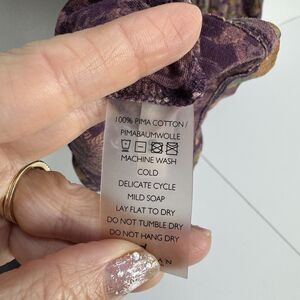 100% PIMA COTTON /
PIMABAUMWOLLE
MACHINE WASH
COLD
DELICATE CYCLE
MILD SOAP
LAY FLAT TO DRY
DO NOT TUMBLE DRY
DO NOT HANG DRY